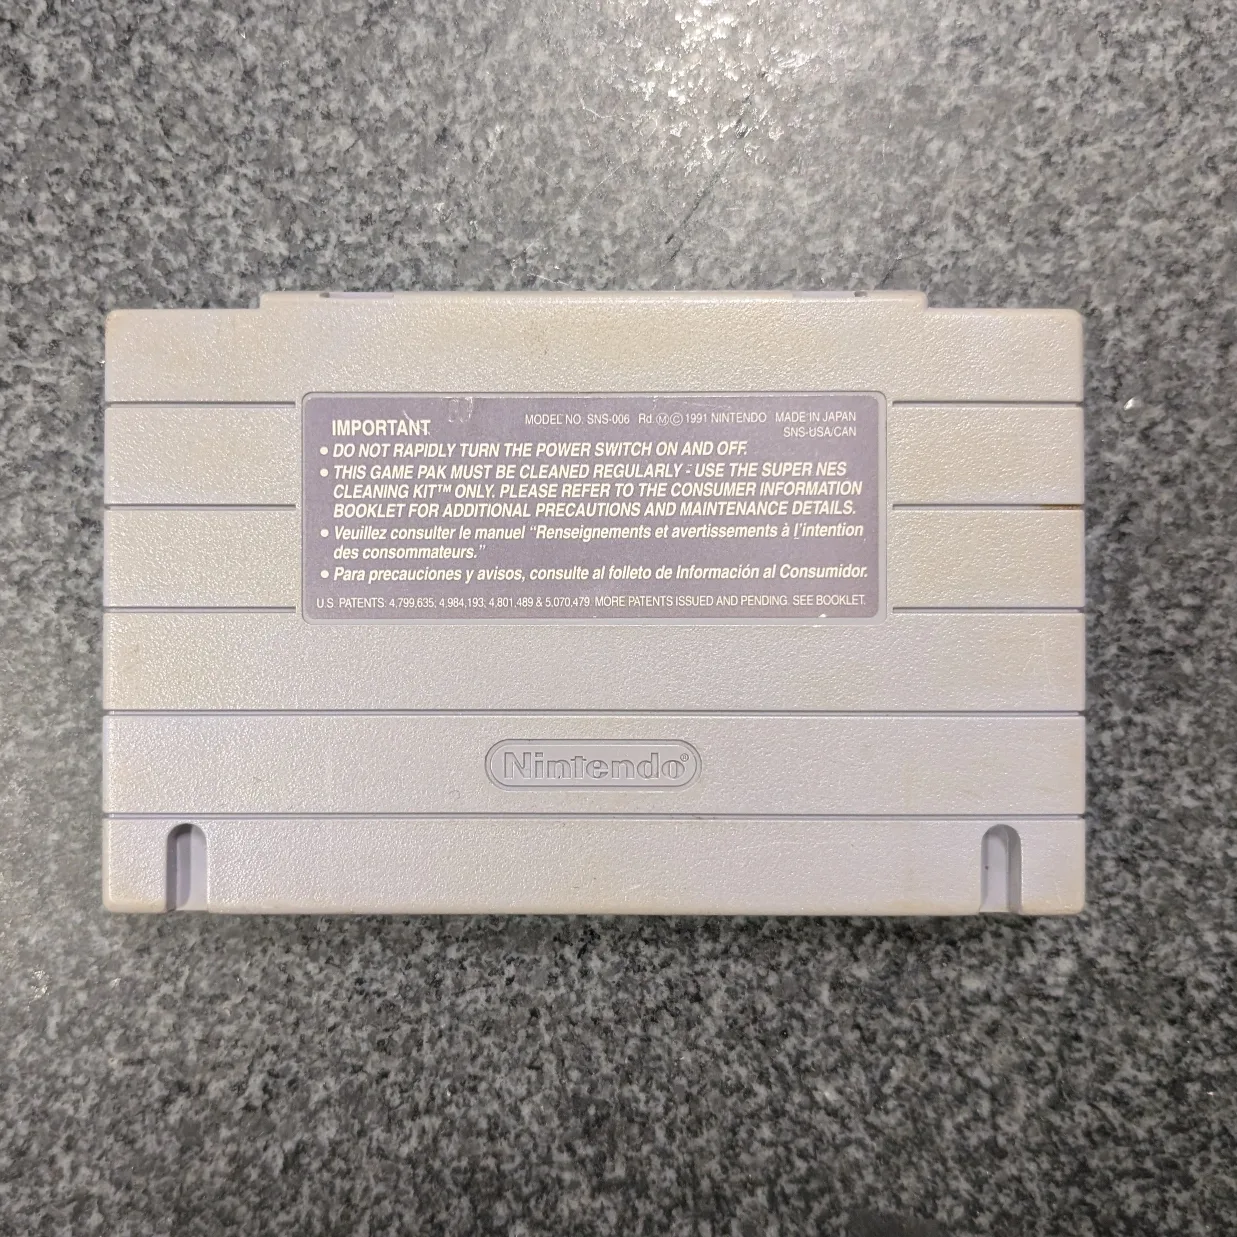 IMPORTANT MODEL NO. SNS-006 Rd ⓂⒸ 1991 NINTENDO MADE IN JAPAN
SNS-USA/CAN
• DO NOT RAPIDLY TURN THE POWER SWITCH ON AND OFF.
• THIS GAME PAK MUST BE CLEANED REGULARLY - USE THE SUPER NES
CLEANING KIT™ ONLY. PLEASE REFER TO THE CONSUMER INFORMATION
BOOKLET FOR ADDITIONAL PRECAUTIONS AND MAINTENANCE DETAILS.
• Veuillez consulter le manuel "Renseignements et avertissements à l'intention
des consommateurs."
• Para precauciones y avisos, consulte al folleto de Información al Consumidor.
U.S. PATENTS: 4,799,635; 4,984,193; 4,801,489 & 5,070,479 MORE PATENTS ISSUED AND PENDING. SEE BOOKLET.
Nintendo®